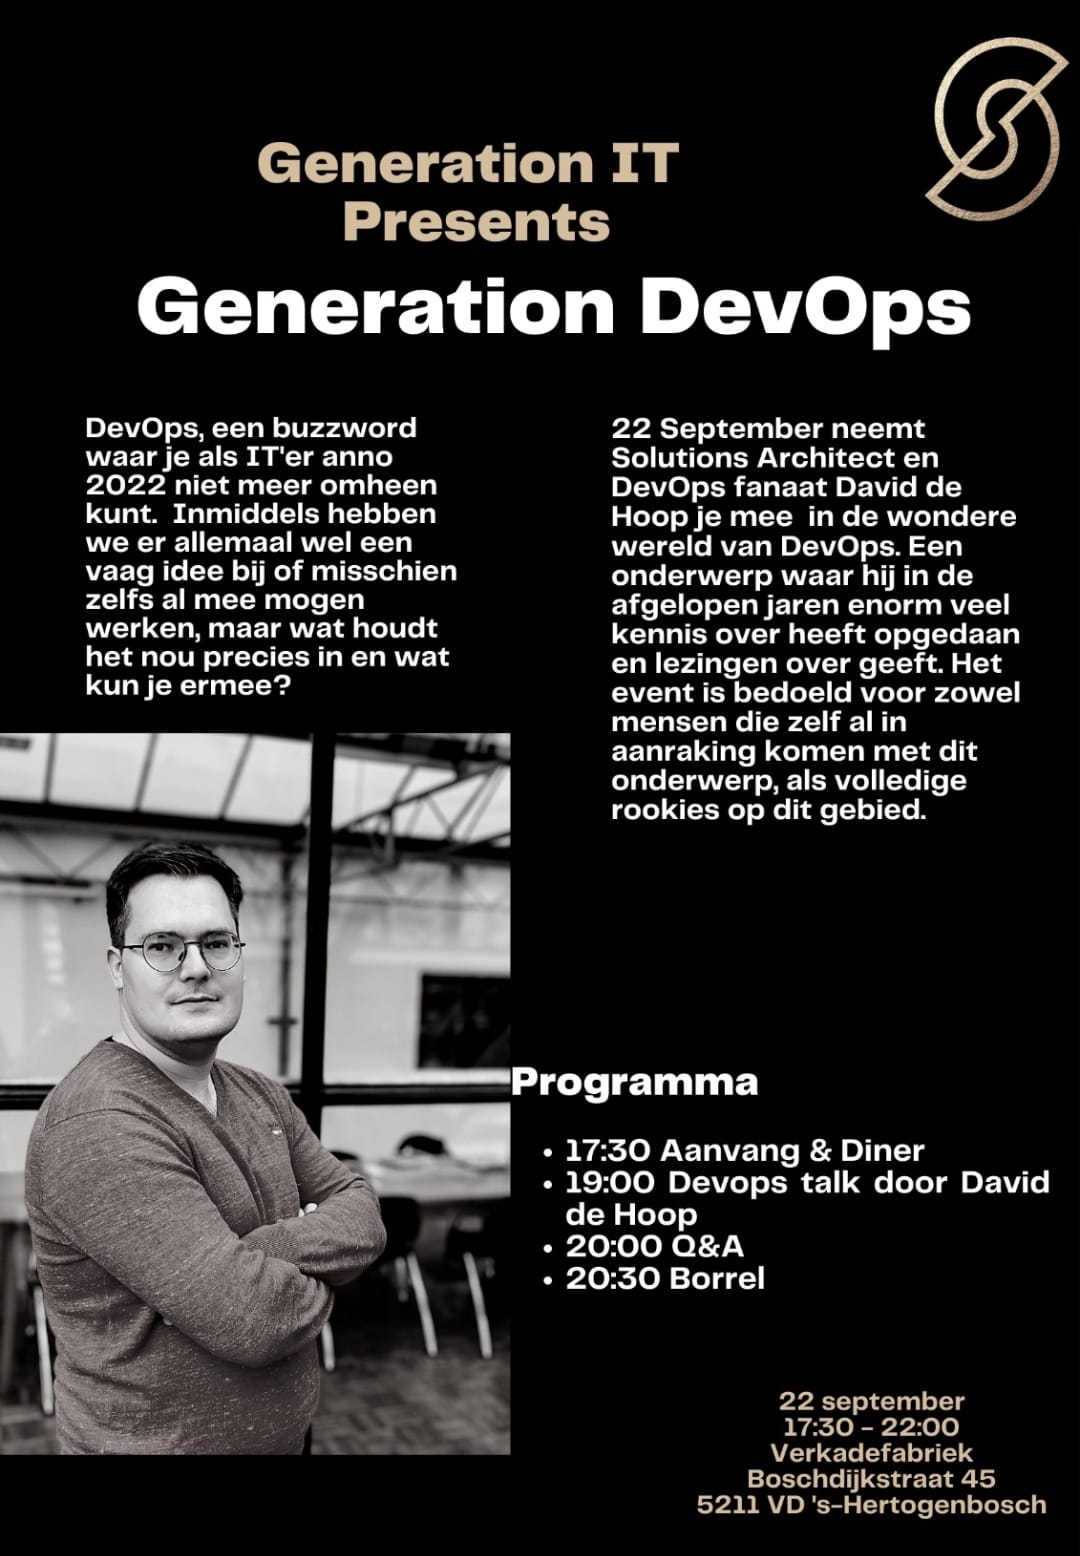 Generation IT
Presents
Generation DevOps
DevOps, een buzzword
waar je als IT'er anno
2022 niet meer omheen
kunt. Inmiddels hebben
we er allemaal wel een
vaag idee bij of misschien
zelfs al mee mogen
werken, maar wat houdt
het nou precies in en wat
kun je ermee?
22 September neemt
Solutions Architect en
DevOps fanaat David de
Hoop je mee in de wondere
wereld van DevOps. Een
onderwerp waar hij in de
afgelopen jaren enorm veel
kennis over heeft opgedaan
en lezingen over geeft. Het
event is bedoeld voor zowel
mensen die zelf al in
aanraking komen met dit
onderwerp, als volledige
rookies op dit gebied.
Programma
• 17:30 Aanvang & Diner
• 19:00 Devops talk door David
de Hoop
• 20:00 Q&A
• 20:30 Borrel
22 september
17:30 - 22:00
Verkadefabriek
Boschdijkstraat 45
5211 VD 's-Hertogenbosch